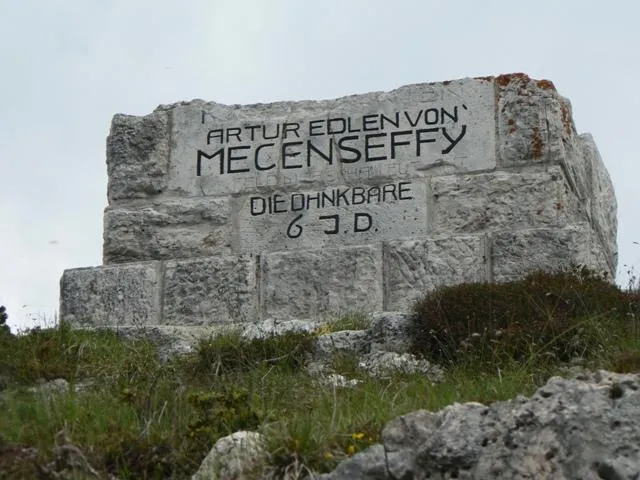 ARTUR EDLEN VON
MECENSEFFY
DIE DANKBARE
6 I.D.